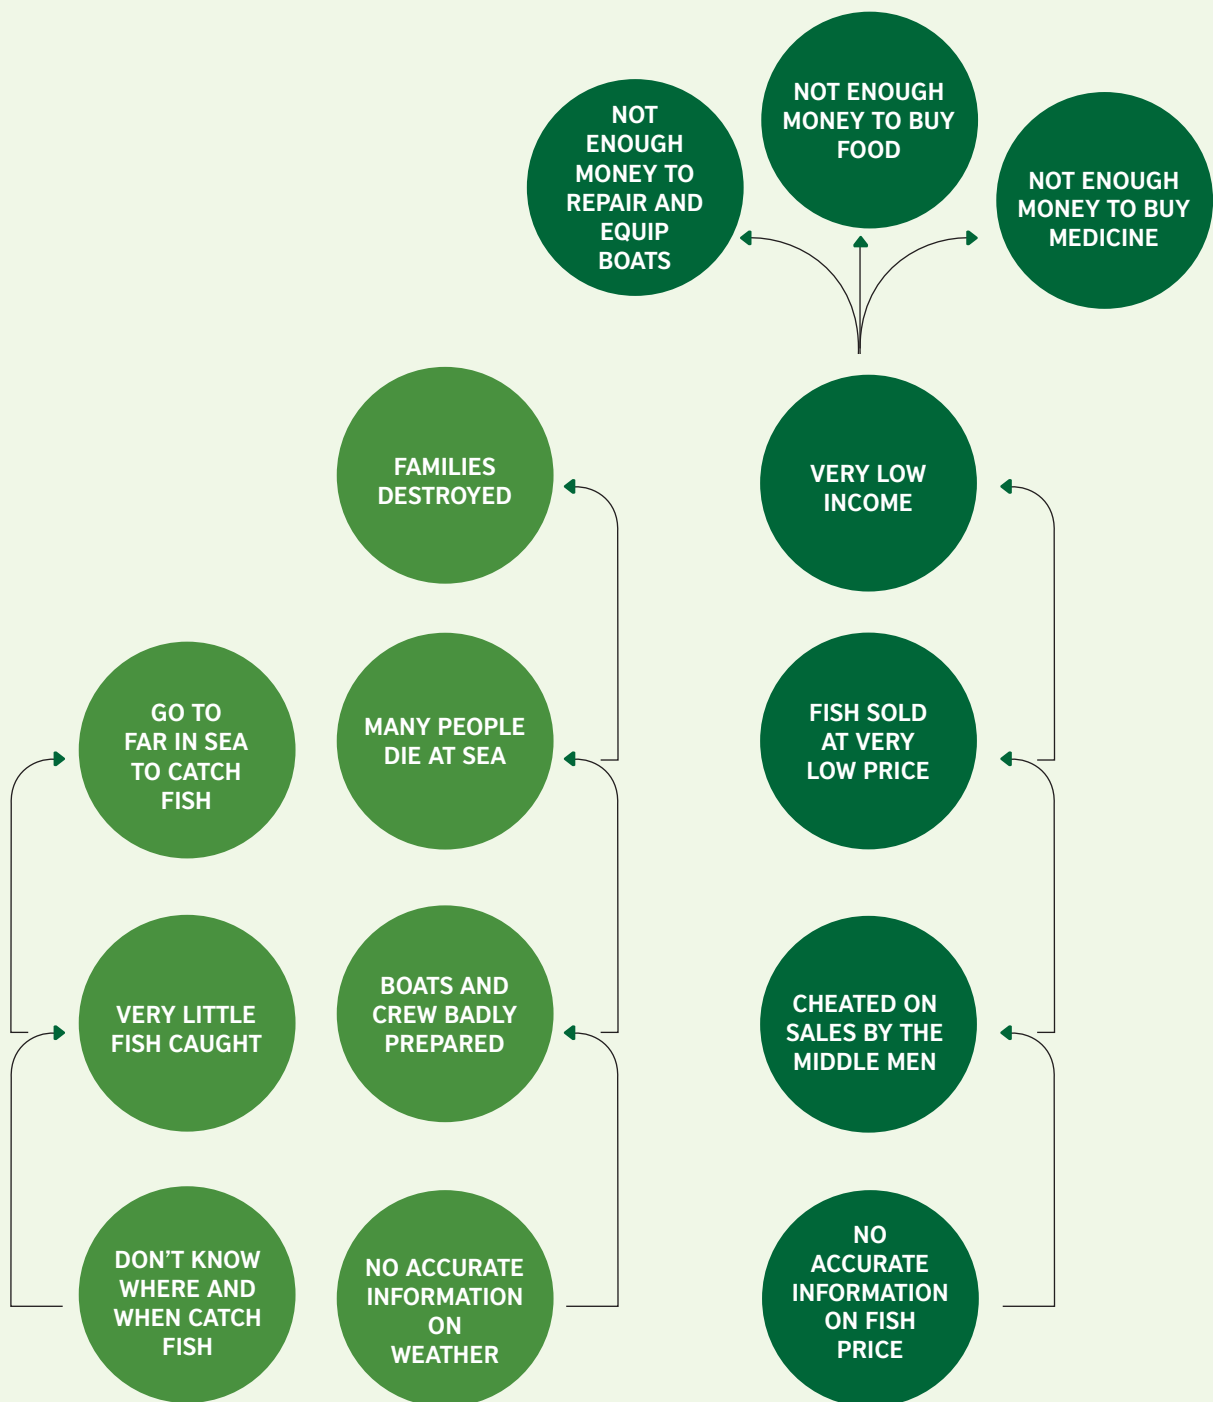 NOT
ENOUGH
MONEY TO
REPAIR AND
EQUIP
BOATS
NOT ENOUGH
MONEY TO BUY
FOOD
NOT ENOUGH
MONEY TO BUY
MEDICINE
FAMILIES
DESTROYED
VERY LOW
INCOME
GO TO
FAR IN SEA
TO CATCH
FISH
MANY PEOPLE
DIE AT SEA
FISH SOLD
AT VERY
LOW PRICE
VERY LITTLE
FISH CAUGHT
BOATS AND
CREW BADLY
PREPARED
CHEATED ON
SALES BY THE
MIDDLE MEN
DON’T KNOW
WHERE AND
WHEN CATCH
FISH
NO ACCURATE
INFORMATION
ON
WEATHER
NO
ACCURATE
INFORMATION
ON FISH
PRICE